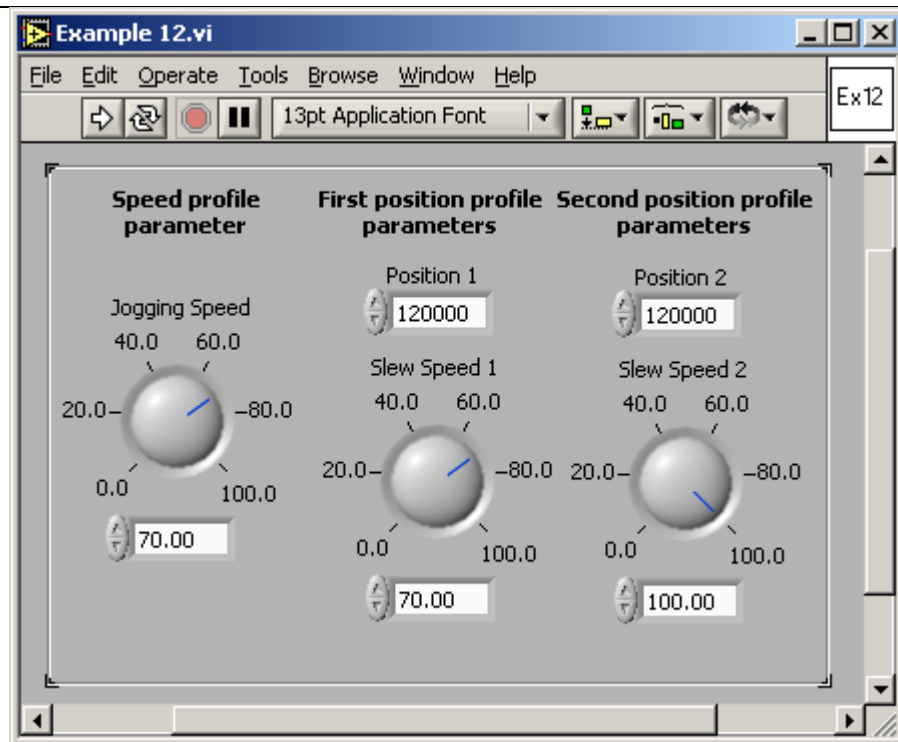 Example 12.vi
File Edit Operate Tools Browse Window Help
13pt Application Font
Ex12
Speed profile
parameter
First position profile
parameters
Second position profile
parameters
Jogging Speed
40.0 60.0
20.0 80.0
0.0 100.0
70.00
Position 1
120000
Slew Speed 1
40.0 60.0
20.0 80.0
0.0 100.0
70.00
Position 2
120000
Slew Speed 2
40.0 60.0
20.0 80.0
0.0 100.0
100.00